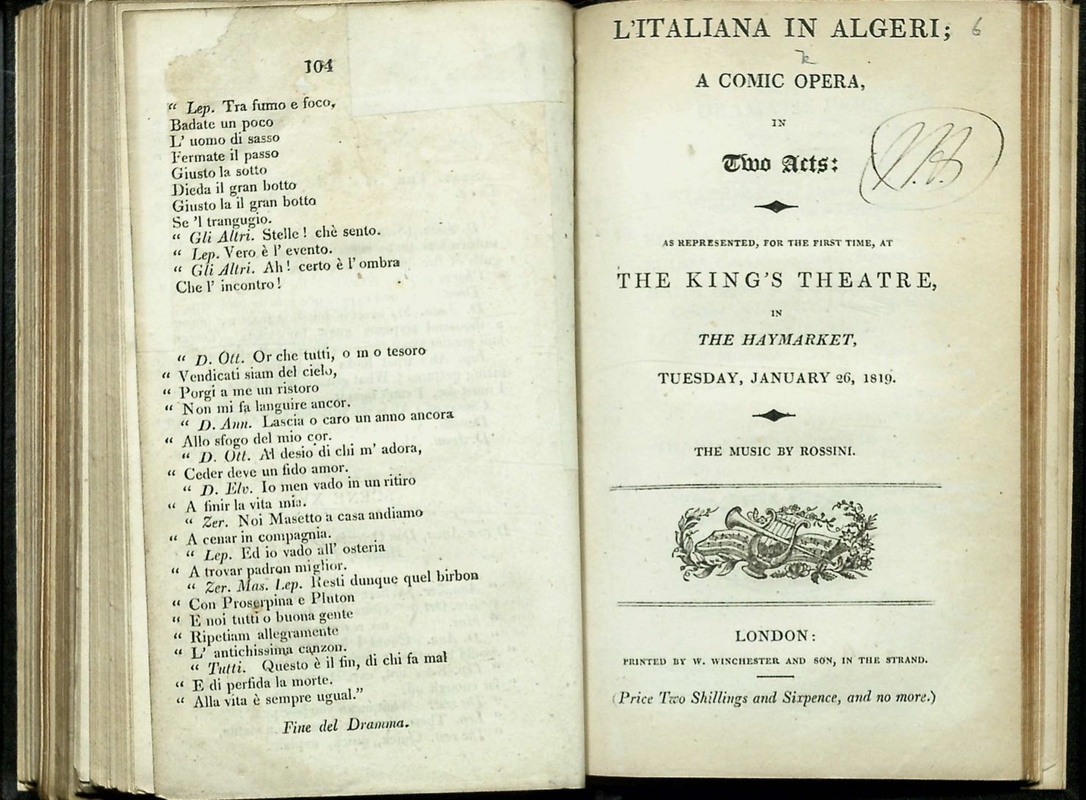 104
“ Lep. Tra fumo e foco,
Badate un poco
L' uomo di sasso
Fermate il passo
Giusto la sotto
Dieda il gran botto
Giusto la il gran botto
Se 'l trangugio.
“ Gli Altri. Stelle! chè sento.
“ Lep. Vero è l' evento.
“ Gli Altri. Ah! certo è l' ombra
Che l' incontro!
“ D. Ott. Or che tutti, o m o tesoro
“ Vendicati siam del cielo,
“ Porgi a me un ristoro
“ Non mi fa languire ancor.
“ D. Ann. Lascia o caro un anno ancora
“ Allo sfogo del mio cor.
“ D. Ott. Al desio di chi m' adora,
“ Ceder deve un fido amor.
“ D. Elv. Io men vado in un ritiro
“ A finir la vita mia.
“ Zer. Noi Masetto a casa andiamo
“ A cenar in compagnia.
“ Lep. Ed io vado all' osteria
“ A trovar padron miglior.
“ Zer. Mas. Lep. Resti dunque quel birbon
“ Con Proserpina e Pluton
“ E noi tutti o buona gente
“ Ripetiam allegramente
“ L' antichissima canzon.
“ Tutti. Questo è il fin, di chi fa mal
“ E di perfida la morte.
“ Alla vita è sempre ugual.”
Fine del Dramma.
L'ITALIANA IN ALGERI; 6
A COMIC OPERA,
IN
Two Acts:
AS REPRESENTED, FOR THE FIRST TIME, AT
THE KING'S THEATRE,
IN
THE HAYMARKET,
TUESDAY, JANUARY 26, 1819.
THE MUSIC BY ROSSINI.
LONDON:
PRINTED BY W. WINCHESTER AND SON, IN THE STRAND.
(Price Two Shillings and Sixpence, and no more.)